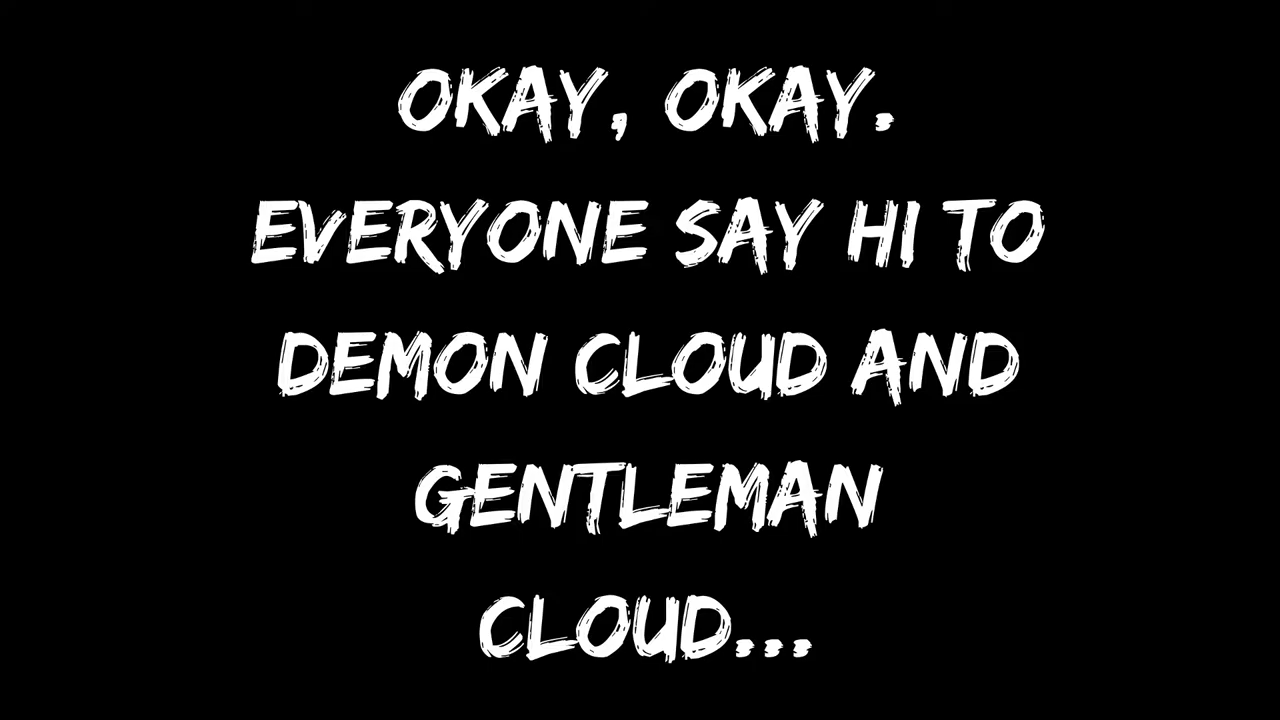 OKAY, OKAY.
EVERYONE SAY HI TO
DEMON CLOUD AND
GENTLEMAN
CLOUD...